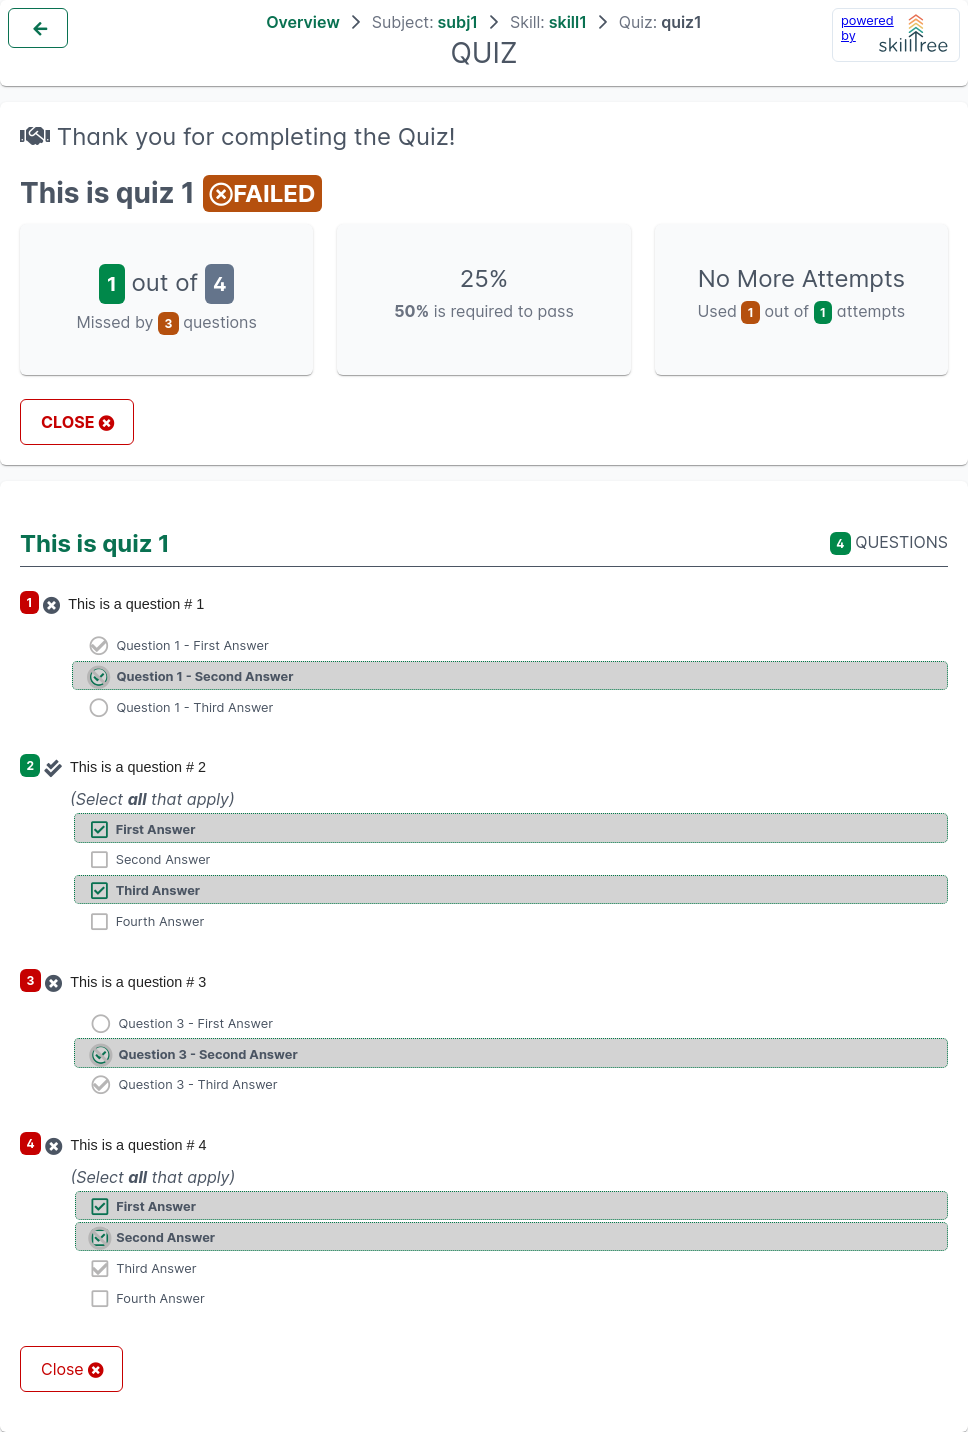 Overview > Subject: subj1 > Skill: skill1 > Quiz: quiz1
QUIZ
powered
by
skilltree
Thank you for completing the Quiz!
This is quiz 1 FAILED
1 out of 4
Missed by 3 questions
25%
50% is required to pass
No More Attempts
Used 1 out of 1 attempts
CLOSE
This is quiz 1
4 QUESTIONS
1 This is a question # 1
Question 1 - First Answer
Question 1 - Second Answer
Question 1 - Third Answer
2 This is a question # 2
(Select all that apply)
First Answer
Second Answer
Third Answer
Fourth Answer
3 This is a question # 3
Question 3 - First Answer
Question 3 - Second Answer
Question 3 - Third Answer
4 This is a question # 4
(Select all that apply)
First Answer
Second Answer
Third Answer
Fourth Answer
Close